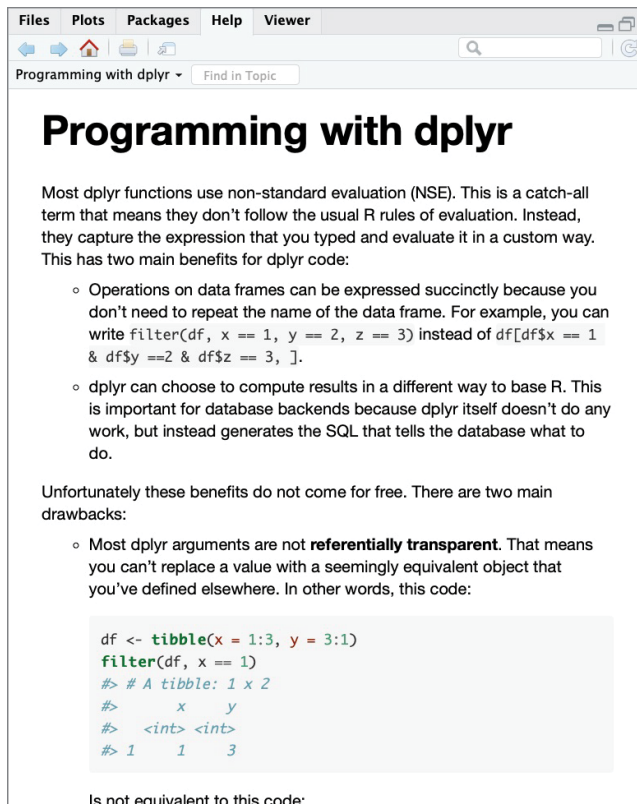 Files Plots Packages Help Viewer
Programming with dplyr Find in Topic
Programming with dplyr
Most dplyr functions use non-standard evaluation (NSE). This is a catch-all
term that means they don’t follow the usual R rules of evaluation. Instead,
they capture the expression that you typed and evaluate it in a custom way.
This has two main benefits for dplyr code:
◦ Operations on data frames can be expressed succinctly because you
don’t need to repeat the name of the data frame. For example, you can
write filter(df, x == 1, y == 2, z == 3) instead of df[df$x == 1
& df$y ==2 & df$z == 3, ].
◦ dplyr can choose to compute results in a different way to base R. This
is important for database backends because dplyr itself doesn’t do any
work, but instead generates the SQL that tells the database what to
do.
Unfortunately these benefits do not come for free. There are two main
drawbacks:
◦ Most dplyr arguments are not referentially transparent. That means
you can’t replace a value with a seemingly equivalent object that
you’ve defined elsewhere. In other words, this code:
df <- tibble(x = 1:3, y = 3:1)
filter(df, x == 1)
#> # A tibble: 1 x 2
#>       x     y
#>   <int> <int>
#> 1     1     3
Is not equivalent to this code: